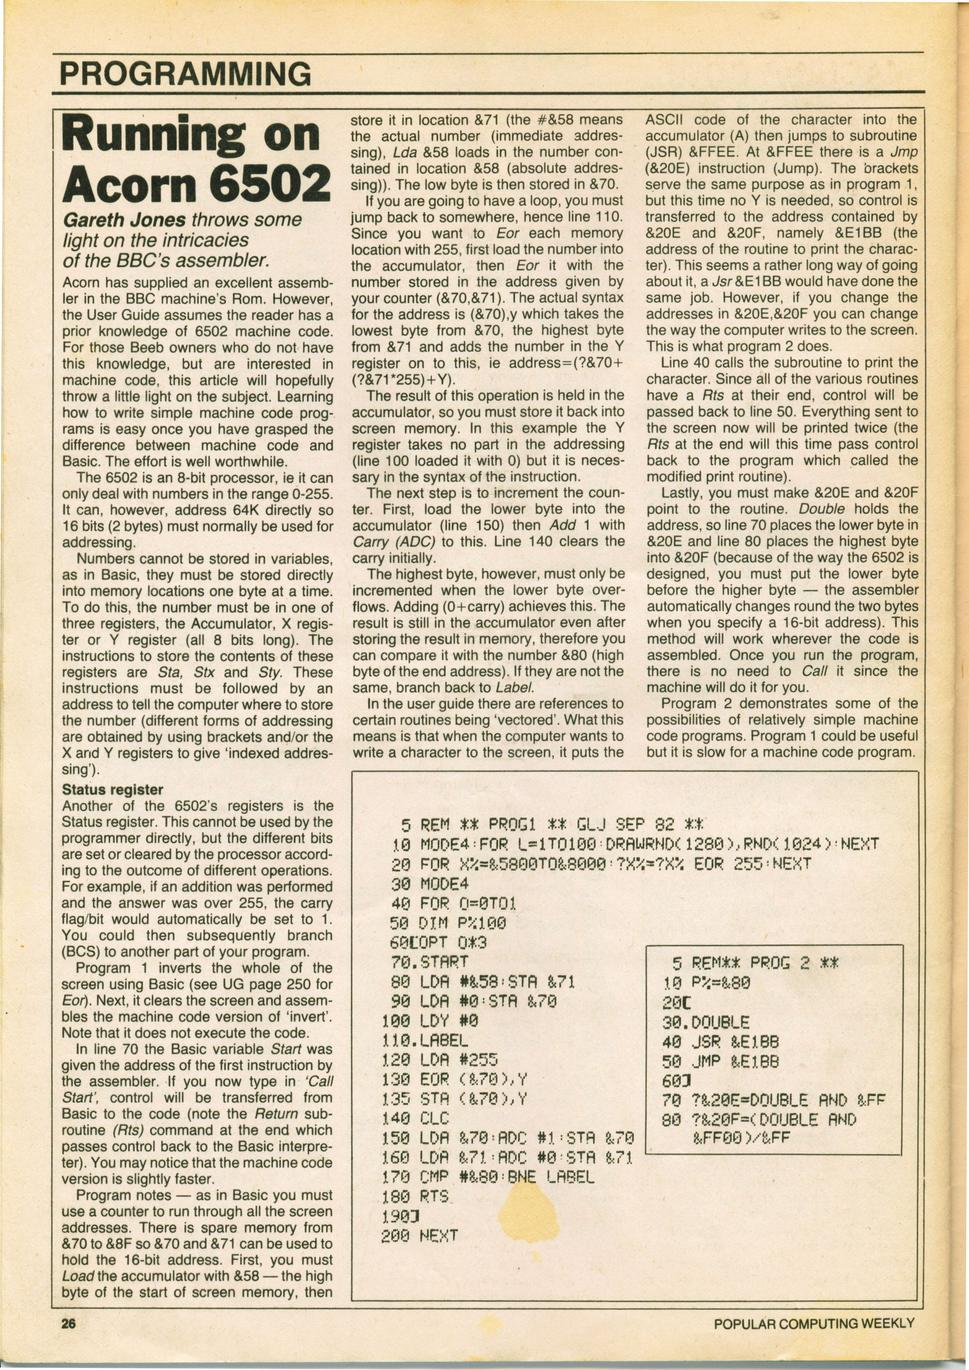 PROGRAMMING
Running on
Acorn 6502
Gareth Jones throws some
light on the intricacies
of the BBC's assembler.
Acorn has supplied an excellent assemb-
ler in the BBC machine's Rom. However,
the User Guide assumes the reader has a
prior knowledge of 6502 machine code.
For those Beeb owners who do not have
this knowledge, but are interested in
machine code, this article will hopefully
throw a little light on the subject. Learning
how to write simple machine code prog-
rams is easy once you have grasped the
difference between machine code and
Basic. The effort is well worthwhile.
The 6502 is an 8-bit processor, ie it can
only deal with numbers in the range 0-255.
It can, however, address 64K directly so
16 bits (2 bytes) must normally be used for
addressing.
Numbers cannot be stored in variables,
as in Basic, they must be stored directly
into memory locations one byte at a time.
To do this, the number must be in one of
three registers, the Accumulator, X regis-
ter or Y register (all 8 bits long). The
instructions to store the contents of these
registers are Sta, Stx and Sty. These
instructions must be followed by an
address to tell the computer where to store
the number (different forms of addressing
are obtained by using brackets and/or the
X and Y registers to give 'indexed addres-
sing').
Status register
Another of the 6502's registers is the
Status register. This cannot be used by the
programmer directly, but the different bits
are set or cleared by the processor accord-
ing to the outcome of different operations.
For example, if an addition was performed
and the answer was over 255, the carry
flag/bit would automatically be set to 1.
You could then subsequently branch
(BCS) to another part of your program.
Program 1 inverts the whole of the
screen using Basic (see UG page 250 for
Eor). Next, it clears the screen and assem-
bles the machine code version of 'invert'.
Note that it does not execute the code.
In line 70 the Basic variable Start was
given the address of the first instruction by
the assembler. If you now type in 'Call
Start', control will be transferred from
Basic to the code (note the Return sub-
routine (Rts) command at the end which
passes control back to the Basic interpre-
ter). You may notice that the machine code
version is slightly faster.
Program notes — as in Basic you must
use a counter to run through all the screen
addresses. There is spare memory from
&70 to &8F so &70 and &71 can be used to
hold the 16-bit address. First, you must
Load the accumulator with &58 — the high
byte of the start of screen memory, then
store it in location &71 (the #&58 means
the actual number (immediate addres-
sing), Lda &58 loads in the number con-
tained in location &58 (absolute addres-
sing)). The low byte is then stored in &70.
If you are going to have a loop, you must
jump back to somewhere, hence line 110.
Since you want to Eor each memory
location with 255, first load the number into
the accumulator, then Eor it with the
number stored in the address given by
your counter (&70,&71). The actual syntax
for the address is (&70),y which takes the
lowest byte from &70, the highest byte
from &71 and adds the number in the Y
register on to this, ie address=(?&70+
(?&71*255)+Y).
The result of this operation is held in the
accumulator, so you must store it back into
screen memory. In this example the Y
register takes no part in the addressing
(line 100 loaded it with 0) but it is neces-
sary in the syntax of the instruction.
The next step is to increment the coun-
ter. First, load the lower byte into the
accumulator (line 150) then Add 1 with
Carry (ADC) to this. Line 140 clears the
carry initially.
The highest byte, however, must only be
incremented when the lower byte over-
flows. Adding (0+carry) achieves this. The
result is still in the accumulator even after
storing the result in memory, therefore you
can compare it with the number &80 (high
byte of the end address). If they are not the
same, branch back to Label.
In the user guide there are references to
certain routines being 'vectored'. What this
means is that when the computer wants to
write a character to the screen, it puts the
ASCII code of the character into the
accumulator (A) then jumps to subroutine
(JSR) &FFEE. At &FFEE there is a Jmp
(&20E) instruction (Jump). The brackets
serve the same purpose as in program 1,
but this time no Y is needed, so control is
transferred to the address contained by
&20E and &20F, namely &E1BB (the
address of the routine to print the charac-
ter). This seems a rather long way of going
about it, a Jsr &E1BB would have done the
same job. However, if you change the
addresses in &20E,&20F you can change
the way the computer writes to the screen.
This is what program 2 does.
Line 40 calls the subroutine to print the
character. Since all of the various routines
have a Rts at their end, control will be
passed back to line 50. Everything sent to
the screen now will be printed twice (the
Rts at the end will this time pass control
back to the program which called the
modified print routine).
Lastly, you must make &20E and &20F
point to the routine. Double holds the
address, so line 70 places the lower byte in
&20E and line 80 places the highest byte
into &20F (because of the way the 6502 is
designed, you must put the lower byte
before the higher byte — the assembler
automatically changes round the two bytes
when you specify a 16-bit address). This
method will work wherever the code is
assembled. Once you run the program,
there is no need to Call it since the
machine will do it for you.
Program 2 demonstrates some of the
possibilities of relatively simple machine
code programs. Program 1 could be useful
but it is slow for a machine code program.
5 REM ** PROG1 ** GLJ SEP 82 **
10 MODE4:FOR L=1TO100:DRAWRND(1280),RND(1024):NEXT
20 FOR X%=&5800TO&8000:?X%=?X% EOR 255:NEXT
30 MODE4
40 FOR O=0TO1
50 DIM P%100
60[OPT O*3
70.START
80 LDA #&58:STA &71
90 LDA #0:STA &70
100 LDY #0
110.LABEL
120 LDA #255
130 EOR (&70),Y
135 STA (&70),Y
140 CLC
150 LDA &70:ADC #1:STA &70
160 LDA &71:ADC #0:STA &71
170 CMP #&80:BNE LABEL
180 RTS
190]
200 NEXT
5 REM** PROG 2 **
10 P%=&80
20[
30.DOUBLE
40 JSR &E1BB
50 JMP &E1BB
60]
70 ?&20E=DOUBLE AND &FF
80 ?&20F=(DOUBLE AND
&FF00)/&FF
26
POPULAR COMPUTING WEEKLY